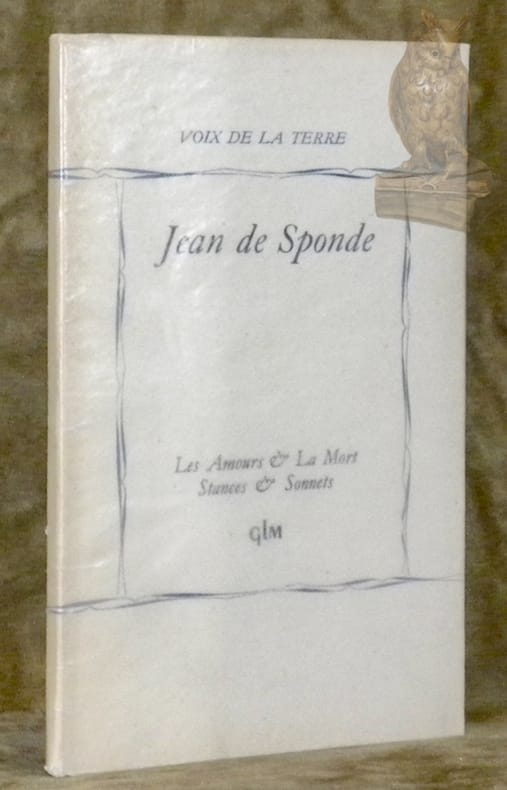 VOIX DE LA TERRE
Jean de Sponde
Les Amours & La Mort
Stances & Sonnets
GLM